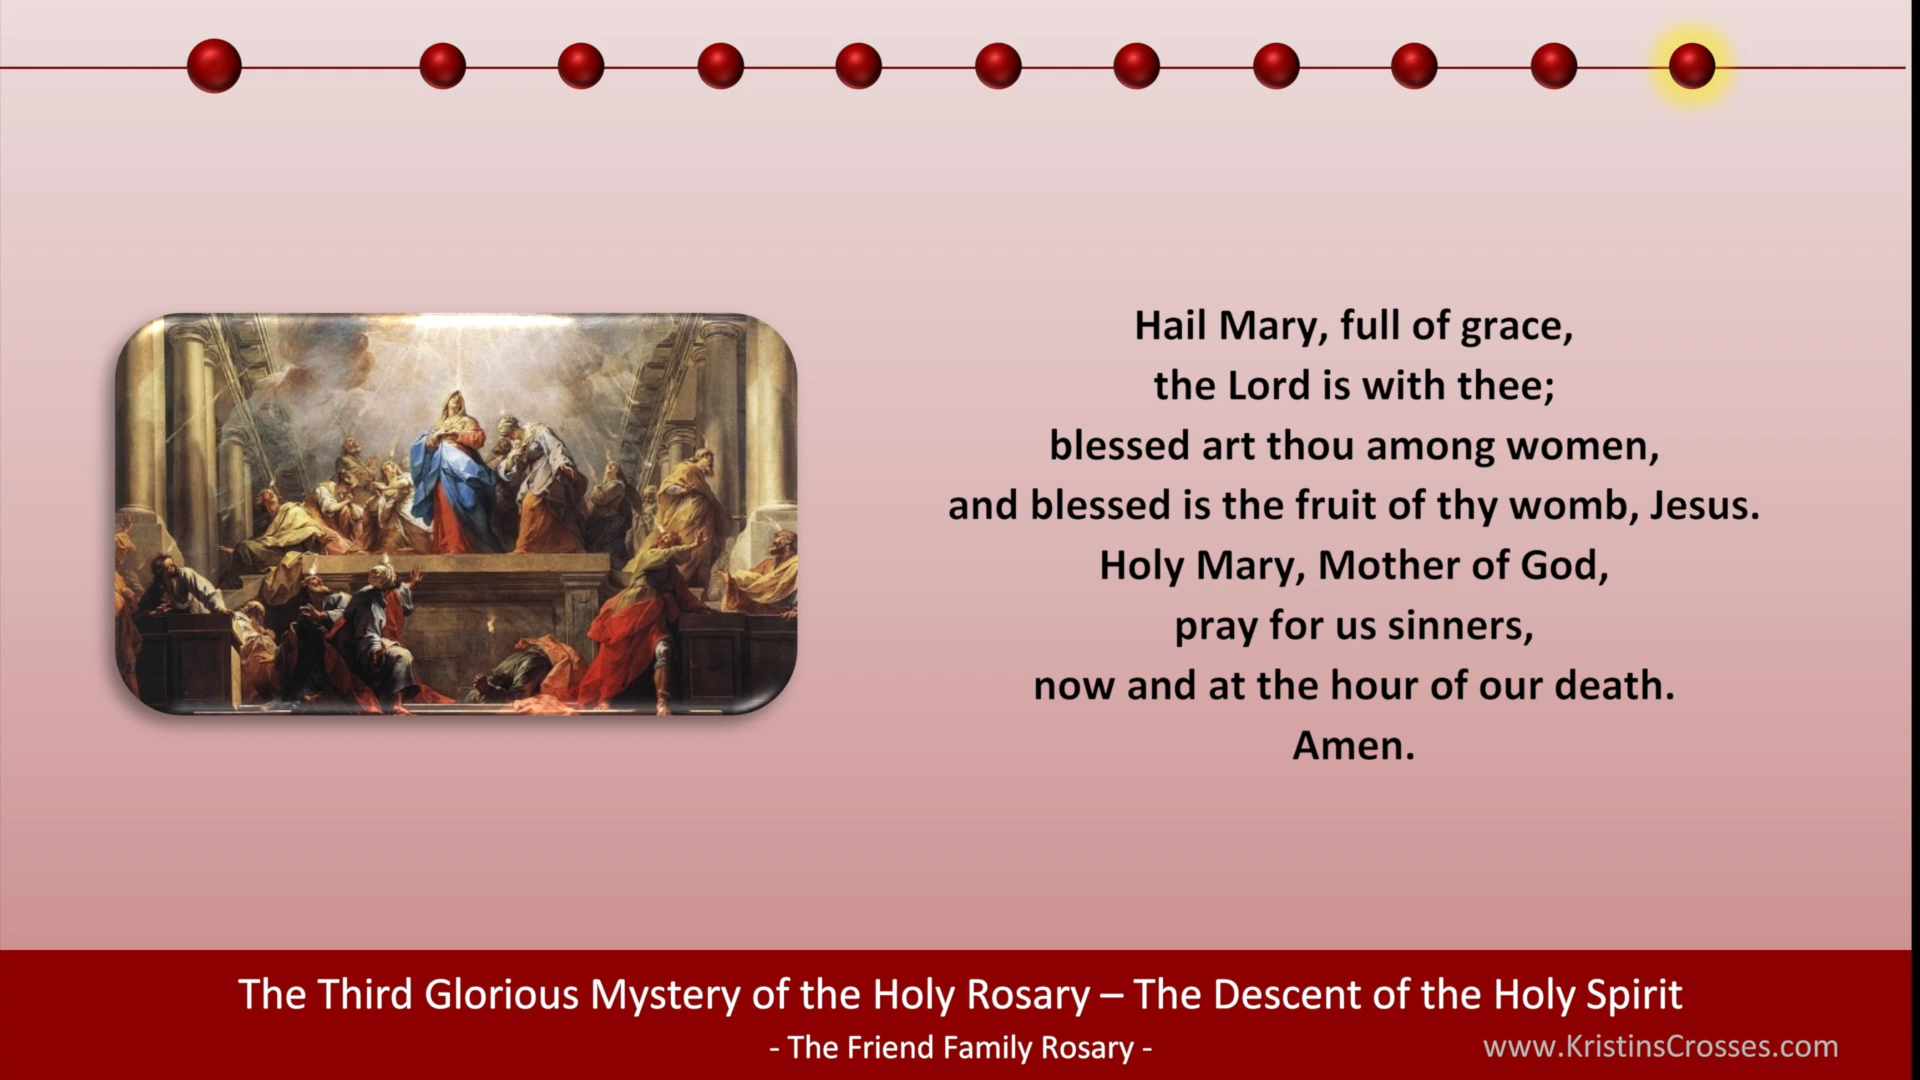 Hail Mary, full of grace,
the Lord is with thee;
blessed art thou among women,
and blessed is the fruit of thy womb, Jesus.
Holy Mary, Mother of God,
pray for us sinners,
now and at the hour of our death.
Amen.
The Third Glorious Mystery of the Holy Rosary – The Descent of the Holy Spirit
- The Friend Family Rosary -
www.KristinsCrosses.com